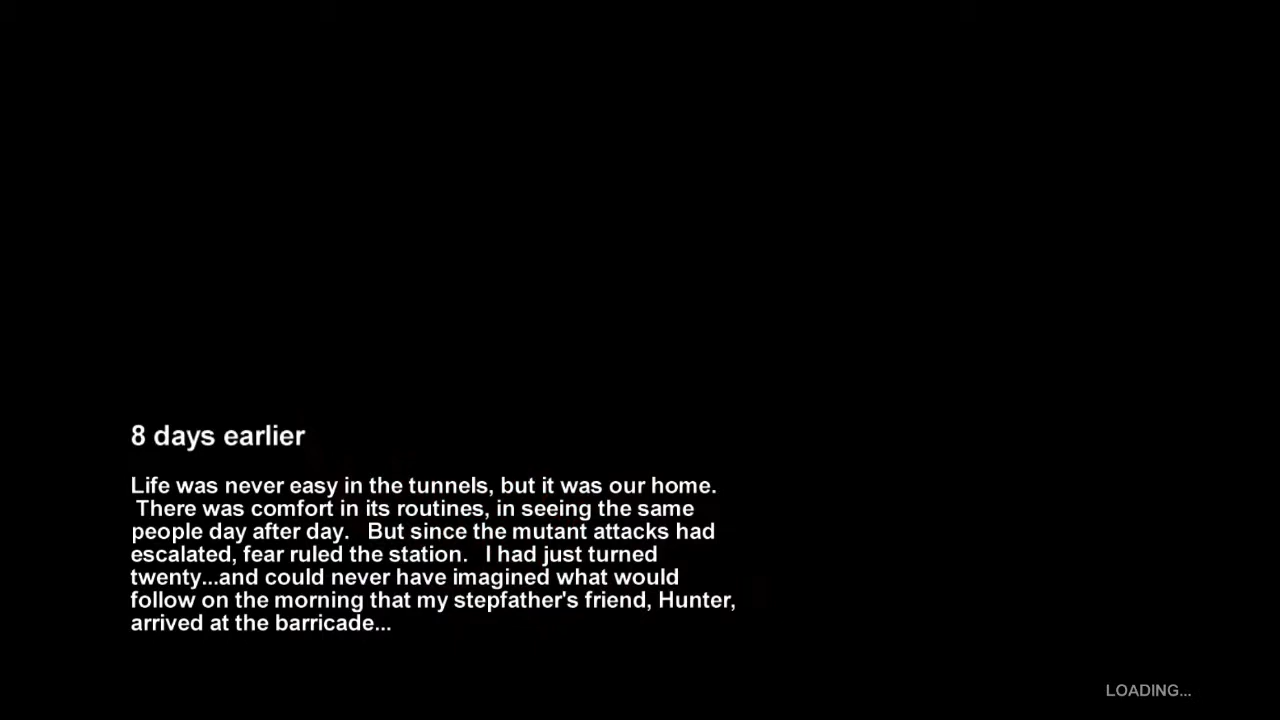 8 days earlier
Life was never easy in the tunnels, but it was our home.
There was comfort in its routines, in seeing the same
people day after day.   But since the mutant attacks had
escalated, fear ruled the station.   I had just turned
twenty...and could never have imagined what would
follow on the morning that my stepfather's friend, Hunter,
arrived at the barricade...
LOADING...